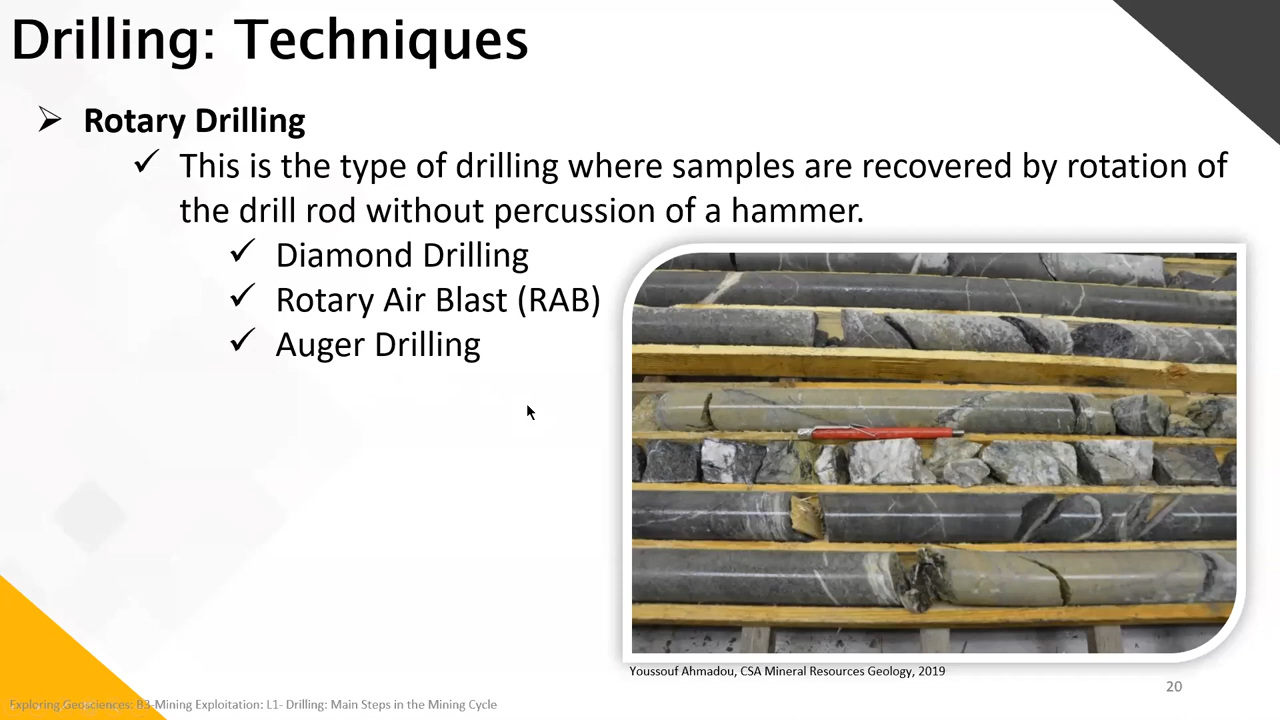 Drilling: Techniques
Rotary Drilling
This is the type of drilling where samples are recovered by rotation of
the drill rod without percussion of a hammer.
Diamond Drilling
Rotary Air Blast (RAB)
Auger Drilling
Youssouf Ahmadou, CSA Mineral Resources Geology, 2019
20
Exploring Geosciences: B3-Mining Exploitation: L1- Drilling: Main Steps in the Mining Cycle